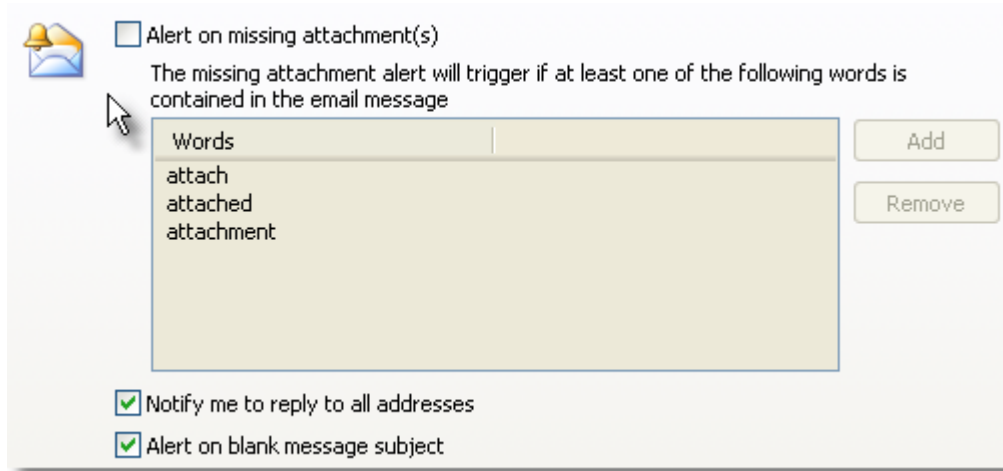 Alert on missing attachment(s)
The missing attachment alert will trigger if at least one of the following words is
contained in the email message
Words
Add
attach
attached
Remove
attachment
Notify me to reply to all addresses
Alert on blank message subject